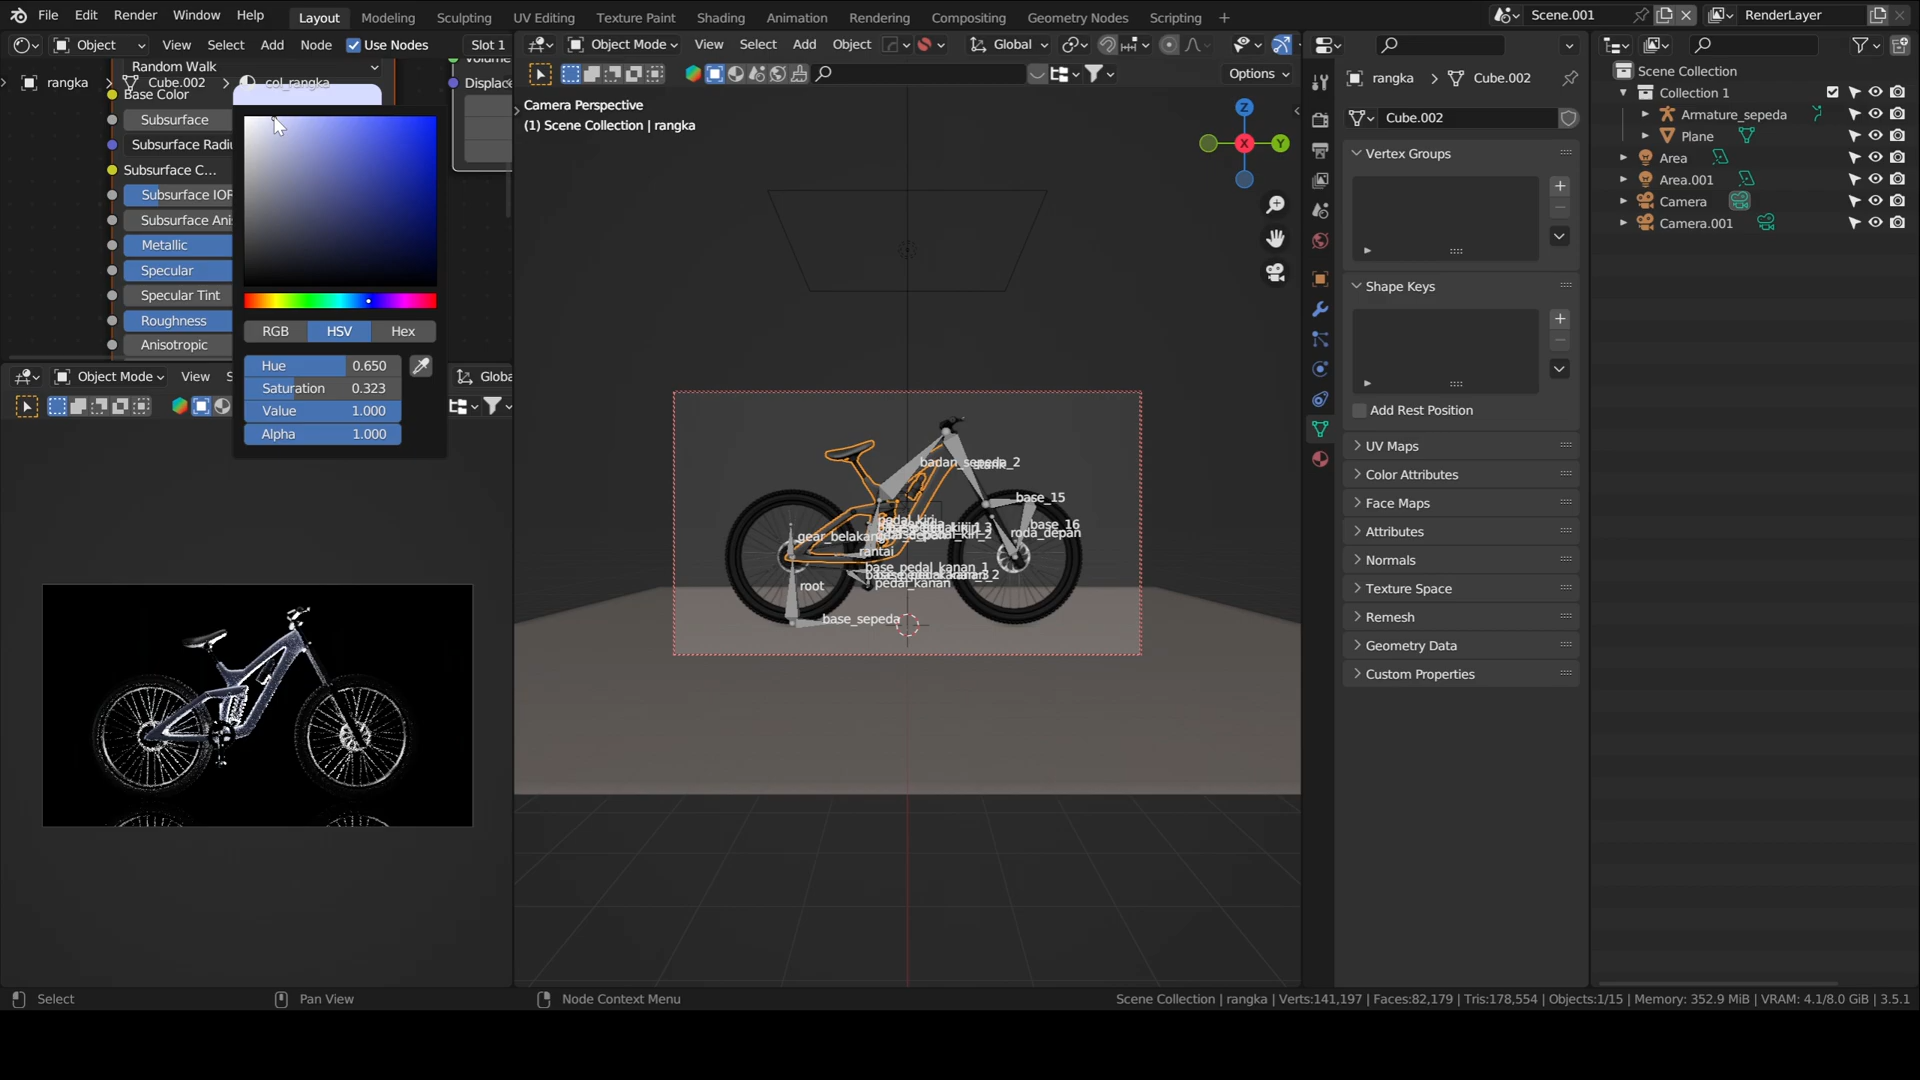 File Edit Render Window Help Layout Modeling Sculpting UV Editing Texture Paint Shading Animation Rendering Compositing Geometry Nodes Scripting + Scene.001 RenderLayer
Object View Select Add Node Use Nodes Slot 1
Object Mode View Select Add Object Global
Options
Random Walk
rangka > Cube.002 > col_rangka
Base Color
Subsurface
Subsurface Radiu
Subsurface C...
Subsurface IOR
Subsurface Anis
Metallic
Specular
Specular Tint
Roughness
Anisotropic
Displac
RGB HSV Hex
Hue 0.650
Saturation 0.323
Value 1.000
Alpha 1.000
Object Mode View S Globa
Camera Perspective
(1) Scene Collection | rangka
Z
X
Y
badan_sepeda_2
base_15
base_16
roda_depan
pedal_kiri
gear_belakang
rantai
base_pedal_kanan_1
pedal_kanan
root
base_sepeda
rangka > Cube.002
Cube.002
Vertex Groups
Shape Keys
Add Rest Position
UV Maps
Color Attributes
Face Maps
Attributes
Normals
Texture Space
Remesh
Geometry Data
Custom Properties
Scene Collection
Collection 1
Armature_sepeda
Plane
Area
Area.001
Camera
Camera.001
Select Pan View Node Context Menu Scene Collection | rangka | Verts:141,197 | Faces:82,179 | Tris:178,554 | Objects:1/15 | Memory: 352.9 MiB | VRAM: 4.1/8.0 GiB | 3.5.1